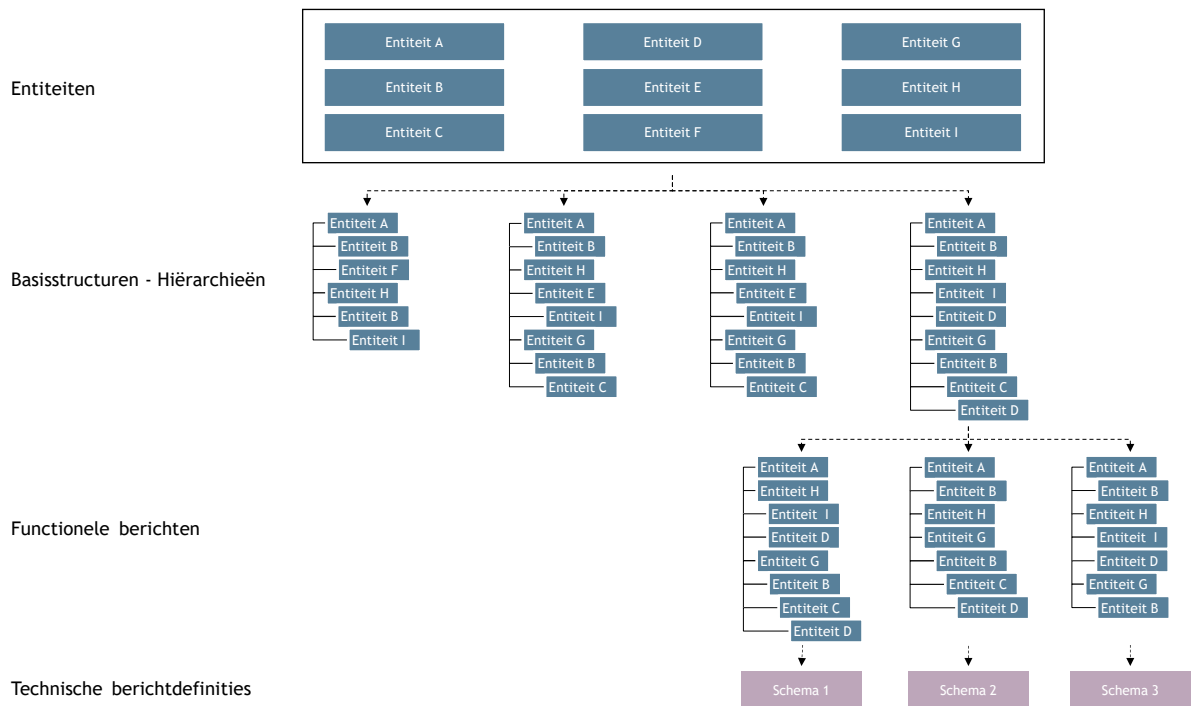 Entiteiten
Entiteit A
Entiteit D
Entiteit G
Entiteit B
Entiteit E
Entiteit H
Entiteit C
Entiteit F
Entiteit I
Basisstructuren - Hiërarchieën
Entiteit A
Entiteit B
Entiteit F
Entiteit H
Entiteit B
Entiteit I
Entiteit A
Entiteit B
Entiteit H
Entiteit E
Entiteit I
Entiteit G
Entiteit B
Entiteit C
Entiteit A
Entiteit B
Entiteit H
Entiteit E
Entiteit I
Entiteit G
Entiteit B
Entiteit C
Entiteit A
Entiteit B
Entiteit H
Entiteit I
Entiteit D
Entiteit G
Entiteit B
Entiteit C
Entiteit D
Functionele berichten
Entiteit A
Entiteit H
Entiteit I
Entiteit D
Entiteit G
Entiteit B
Entiteit C
Entiteit D
Entiteit A
Entiteit B
Entiteit H
Entiteit G
Entiteit B
Entiteit C
Entiteit D
Entiteit A
Entiteit B
Entiteit H
Entiteit I
Entiteit D
Entiteit G
Entiteit B
Technische berichtdefinities
Schema 1
Schema 2
Schema 3